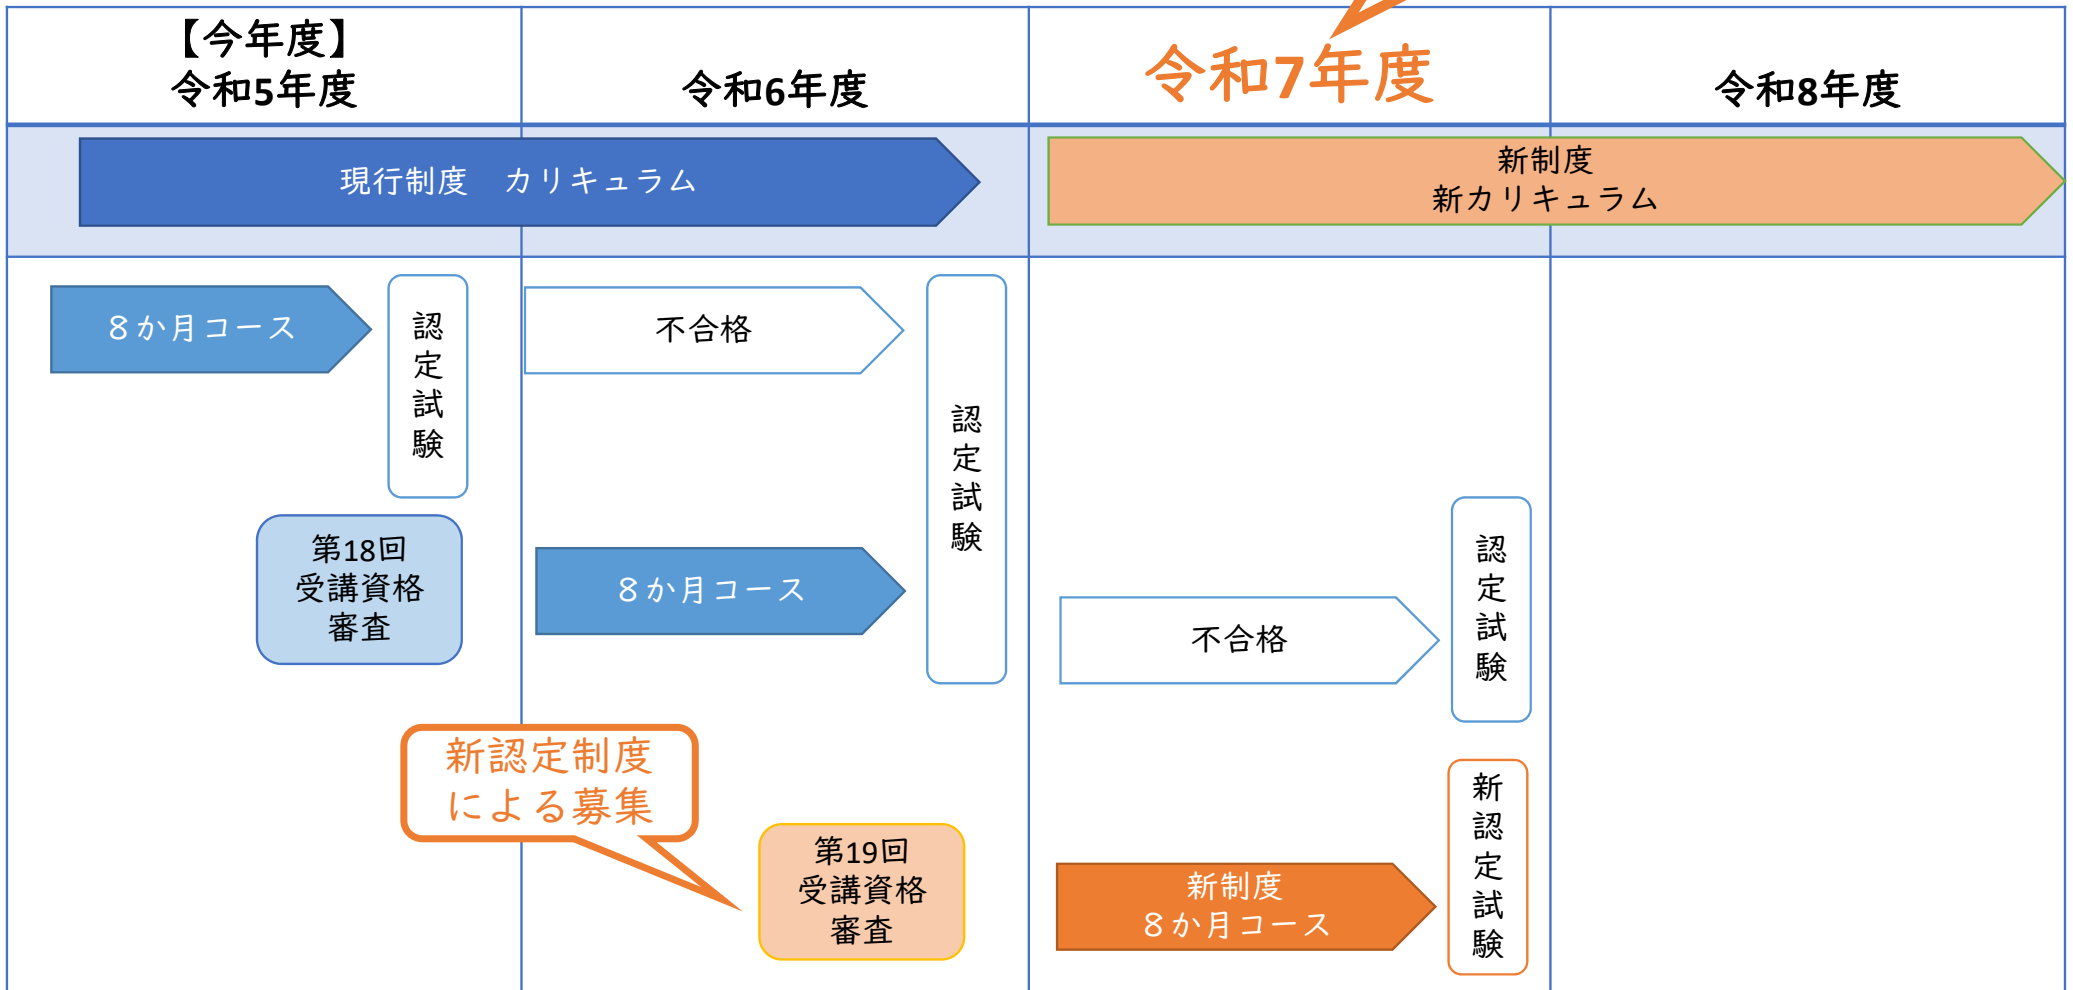 【今年度】
令和5年度
令和6年度
令和7年度
令和8年度
現行制度　カリキュラム
新制度
新カリキュラム
８か月コース
認定試験
不合格
認定試験
第18回
受講資格
審査
８か月コース
不合格
認定試験
新認定制度
による募集
第19回
受講資格
審査
新制度
８か月コース
新認定試験